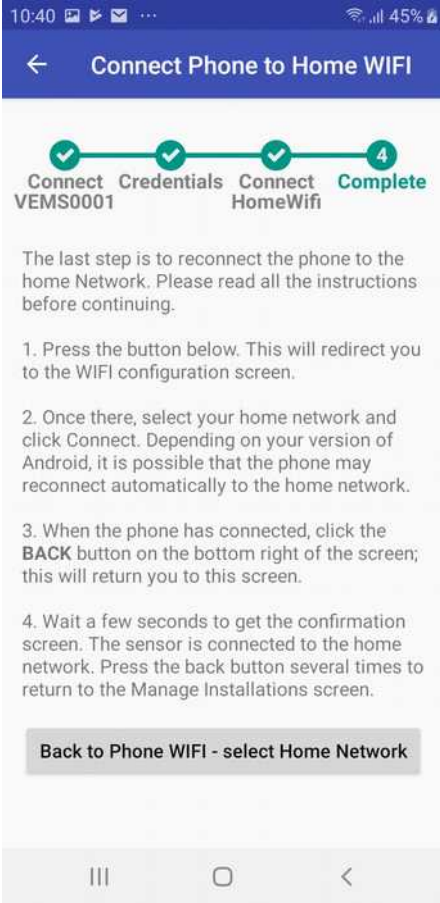 10:40 ... 45%
Connect Phone to Home WIFI
4
Connect Credentials Connect Complete
VEMS0001 HomeWifi
The last step is to reconnect the phone to the
home Network. Please read all the instructions
before continuing.
1. Press the button below. This will redirect you
to the WIFI configuration screen.
2. Once there, select your home network and
click Connect. Depending on your version of
Android, it is possible that the phone may
reconnect automatically to the home network.
3. When the phone has connected, click the
BACK button on the bottom right of the screen;
this will return you to this screen.
4. Wait a few seconds to get the confirmation
screen. The sensor is connected to the home
network. Press the back button several times to
return to the Manage Installations screen.
Back to Phone WIFI - select Home Network